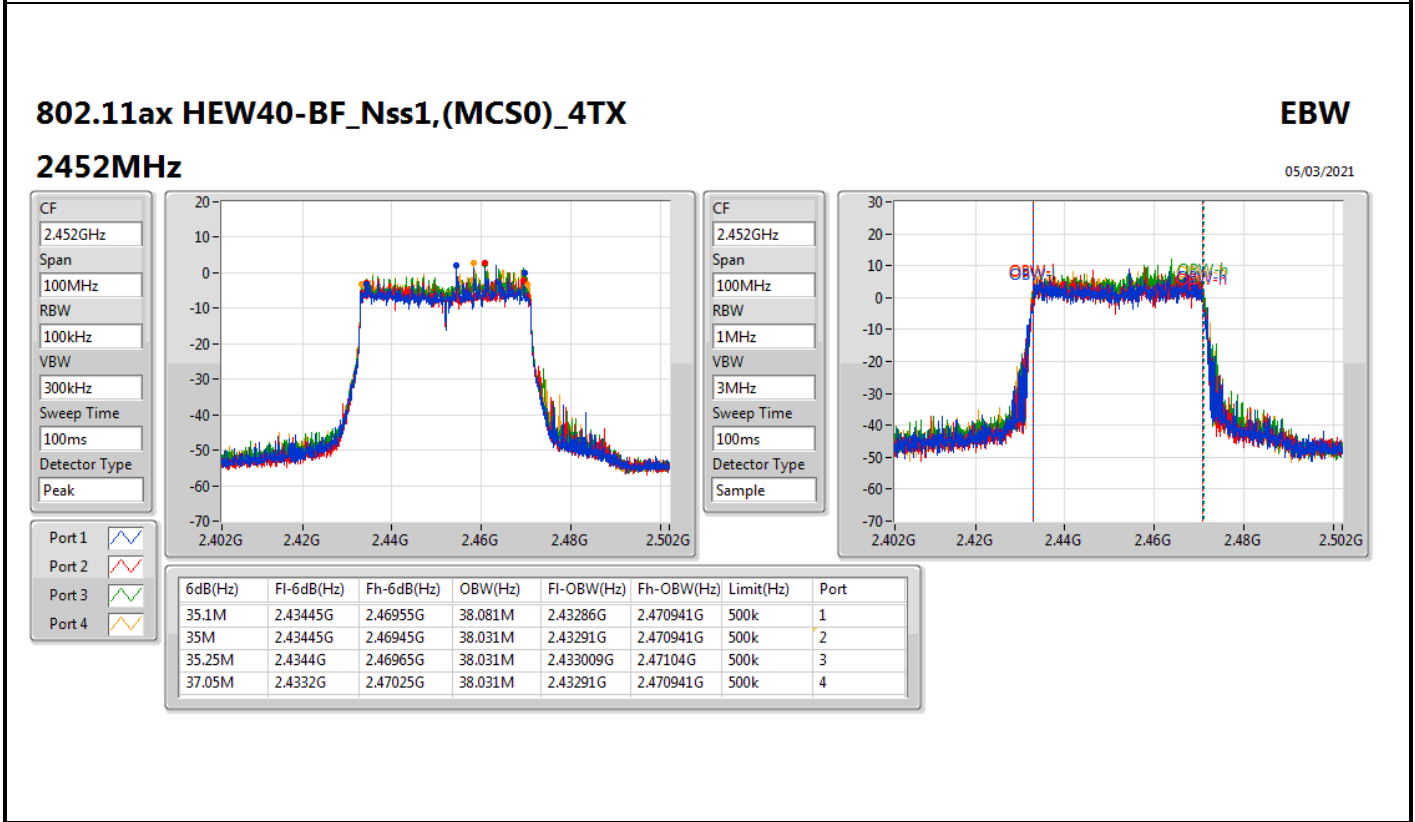 802.11ax HEW40-BF_Nss1,(MCS0)_4TX EBW
2452MHz 05/03/2021
CF
2.452GHz
Span
100MHz
RBW
100kHz
VBW
300kHz
Sweep Time
100ms
Detector Type
Peak
20
10
0
-10
-20
-30
-40
-50
-60
-70
2.402G 2.42G 2.44G 2.46G 2.48G 2.502G
CF
2.452GHz
Span
100MHz
RBW
1MHz
VBW
3MHz
Sweep Time
100ms
Detector Type
Sample
30
20
10
0
-10
-20
-30
-40
-50
-60
-70
OBW-l OBW-h
2.402G 2.42G 2.44G 2.46G 2.48G 2.502G
Port 1
Port 2
Port 3
Port 4
6dB(Hz) Fl-6dB(Hz) Fh-6dB(Hz) OBW(Hz) Fl-OBW(Hz) Fh-OBW(Hz) Limit(Hz) Port
35.1M 2.43445G 2.46955G 38.081M 2.43286G 2.470941G 500k 1
35M 2.43445G 2.46945G 38.031M 2.43291G 2.470941G 500k 2
35.25M 2.4344G 2.46965G 38.031M 2.433009G 2.47104G 500k 3
37.05M 2.4332G 2.47025G 38.031M 2.43291G 2.470941G 500k 4